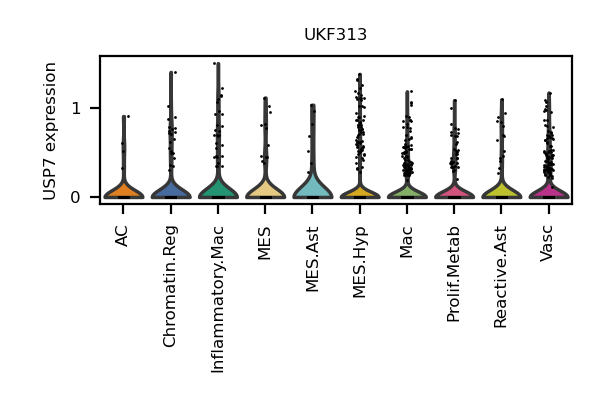 UKF313
USP7 expression
1
0
AC
Chromatin.Reg
Inflammatory.Mac
MES
MES.Ast
MES.Hyp
Mac
Prolif.Metab
Reactive.Ast
Vasc